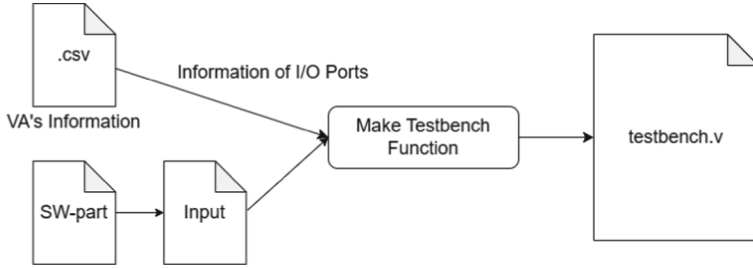 .csv
Information of I/O Ports
VA's Information
Make Testbench
Function
testbench.v
SW-part
Input